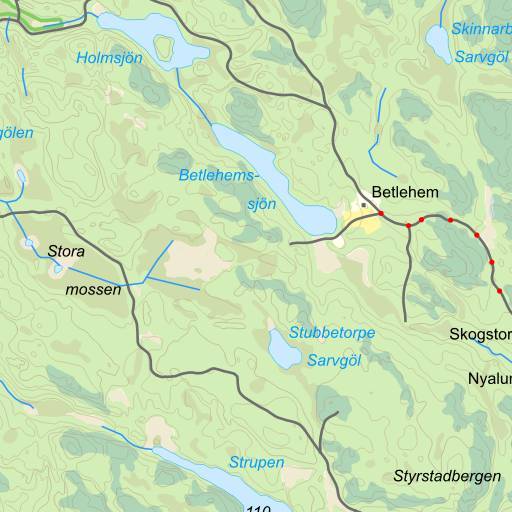 Skinnarb
Holmsjön
Sarvgöl
gölen
Betlehems-
Betlehem
sjön
Stora
mossen
Stubbetorpe
Skogstor
Sarvgöl
Nyalun
Strupen
Styrstadbergen
110